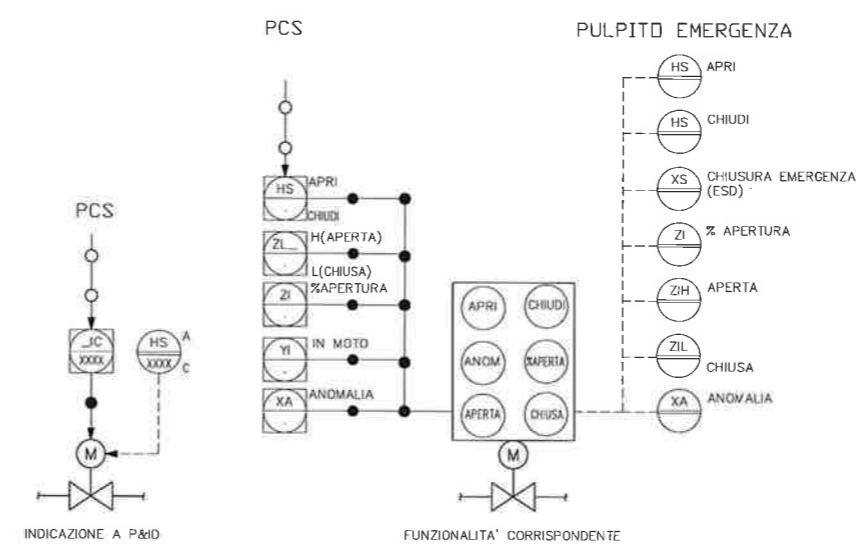 PCS
PULPITO EMERGENZA
HS APRI
HS CHIUDI
XS CHIUSURA EMERGENZA
(ESD)
ZI % APERTURA
ZIH APERTA
ZIL
CHIUSA
XA ANOMALIA
HS APRI
CHIUDI
ZI_ H(APERTA)
L(CHIUSA)
ZI %APERTURA
YI IN MOTO
XA ANOMALIA
APRI CHIUDI
ANOM %APERTA
APERTA CHIUSA
M
FUNZIONALITA' CORRISPONDENTE
PCS
_IC
XXXX
HS A
XXXX C
M
INDICAZIONE A P&ID